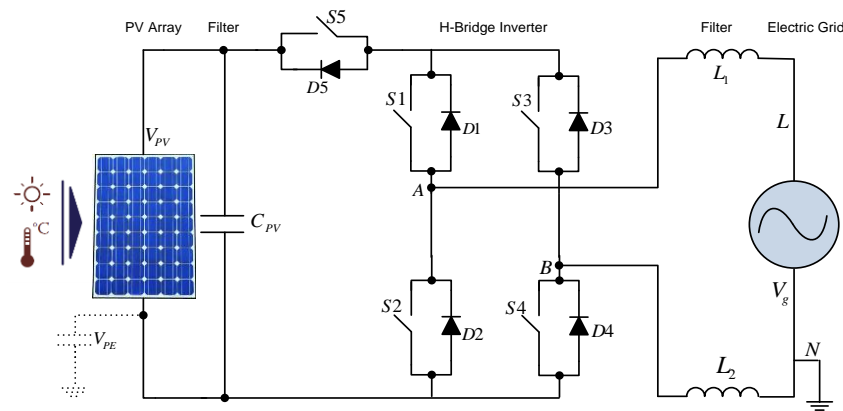 PV Array
Filter
S5
H-Bridge Inverter
Filter
Electric Grid
D5
L1
S1
D1
S3
D3
L
VPV
A
°C
CPV
B
Vg
S2
D2
S4
D4
VPE
L2
N